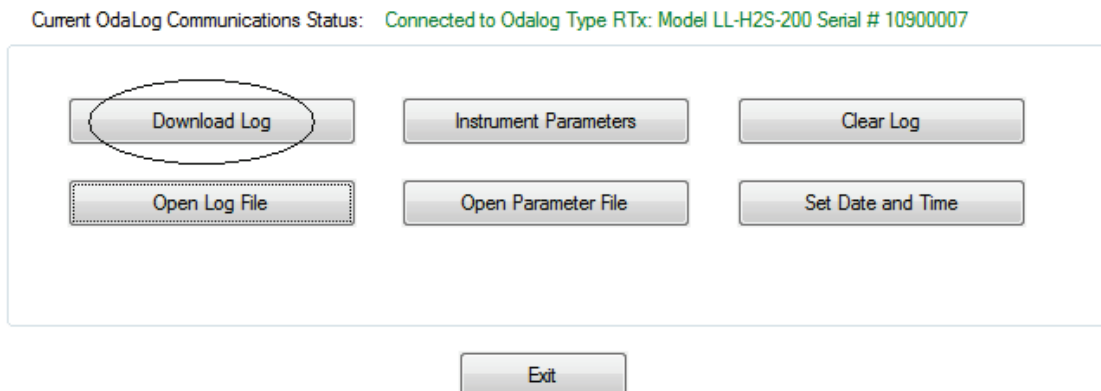 Current OdaLog Communications Status: Connected to Odalog Type RTx: Model LL-H2S-200 Serial # 10900007
Download Log Instrument Parameters Clear Log
Open Log File Open Parameter File Set Date and Time
Exit